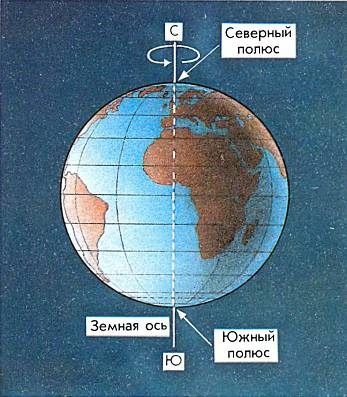 С
Северный
полюс
Земная ось
Южный
полюс
Ю